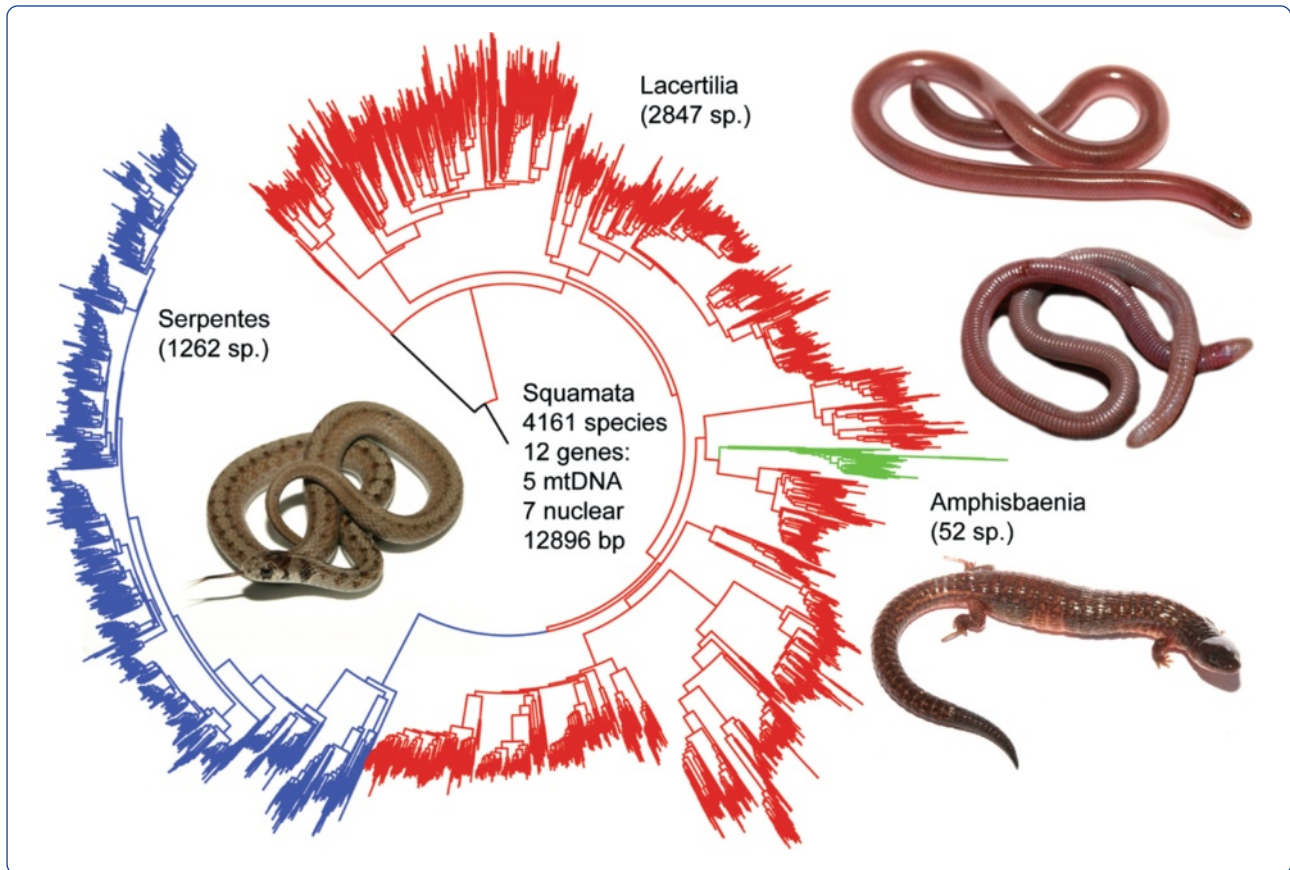 Lacertilia
(2847 sp.)
Serpentes
(1262 sp.)
Squamata
4161 species
12 genes:
5 mtDNA
7 nuclear
12896 bp
Amphisbaenia
(52 sp.)